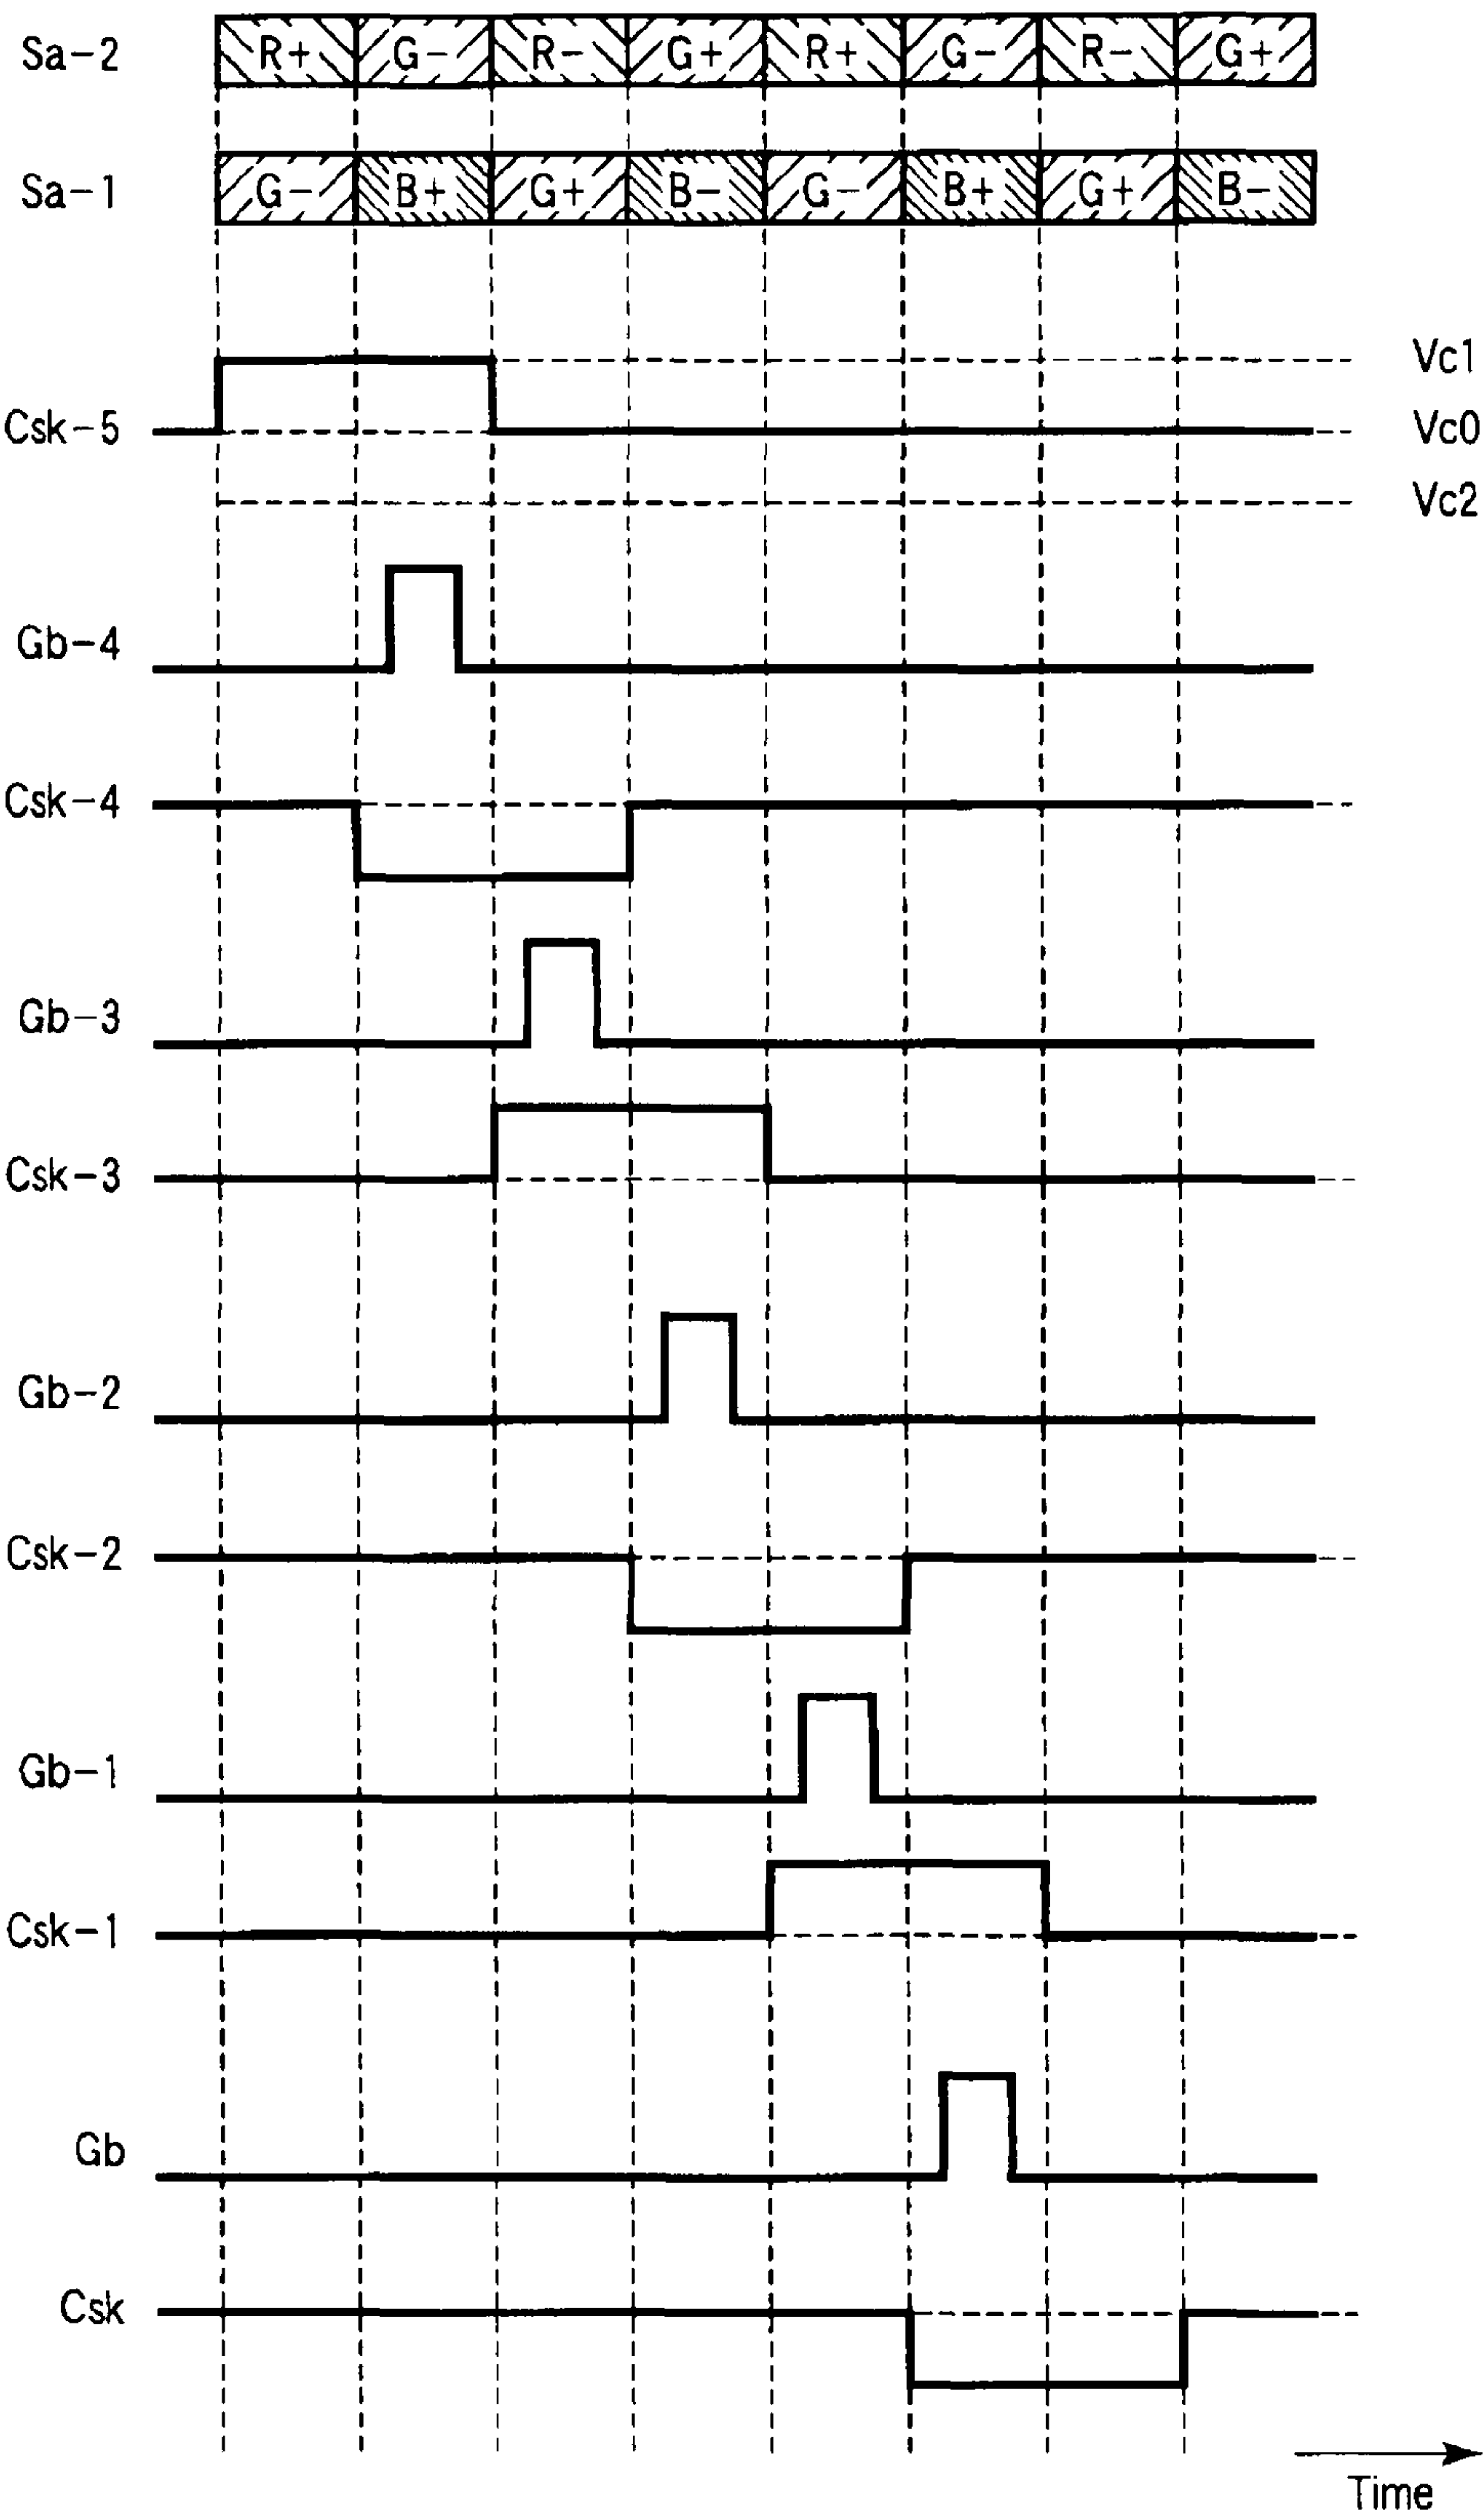 Sa-2 R+ G- R- G+ R+ G- R- G+
Sa-1 G- B+ G+ B- G- B+ G+ B-
Vc1
Csk-5 Vc0
Vc2
Gb-4
Csk-4
Gb-3
Csk-3
Gb-2
Csk-2
Gb-1
Csk-1
Gb
Csk
Time